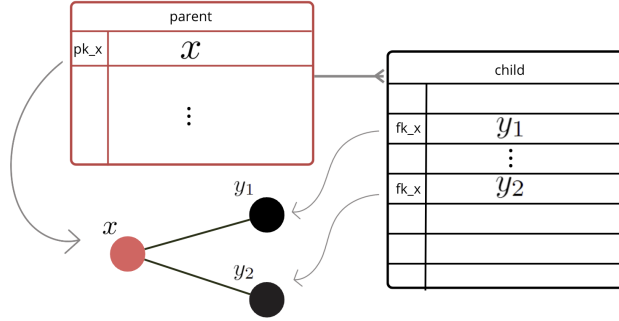 parent
pk_x x
⋮
child
fk_x y₁
⋮
fk_x y₂
x
y₁
y₂